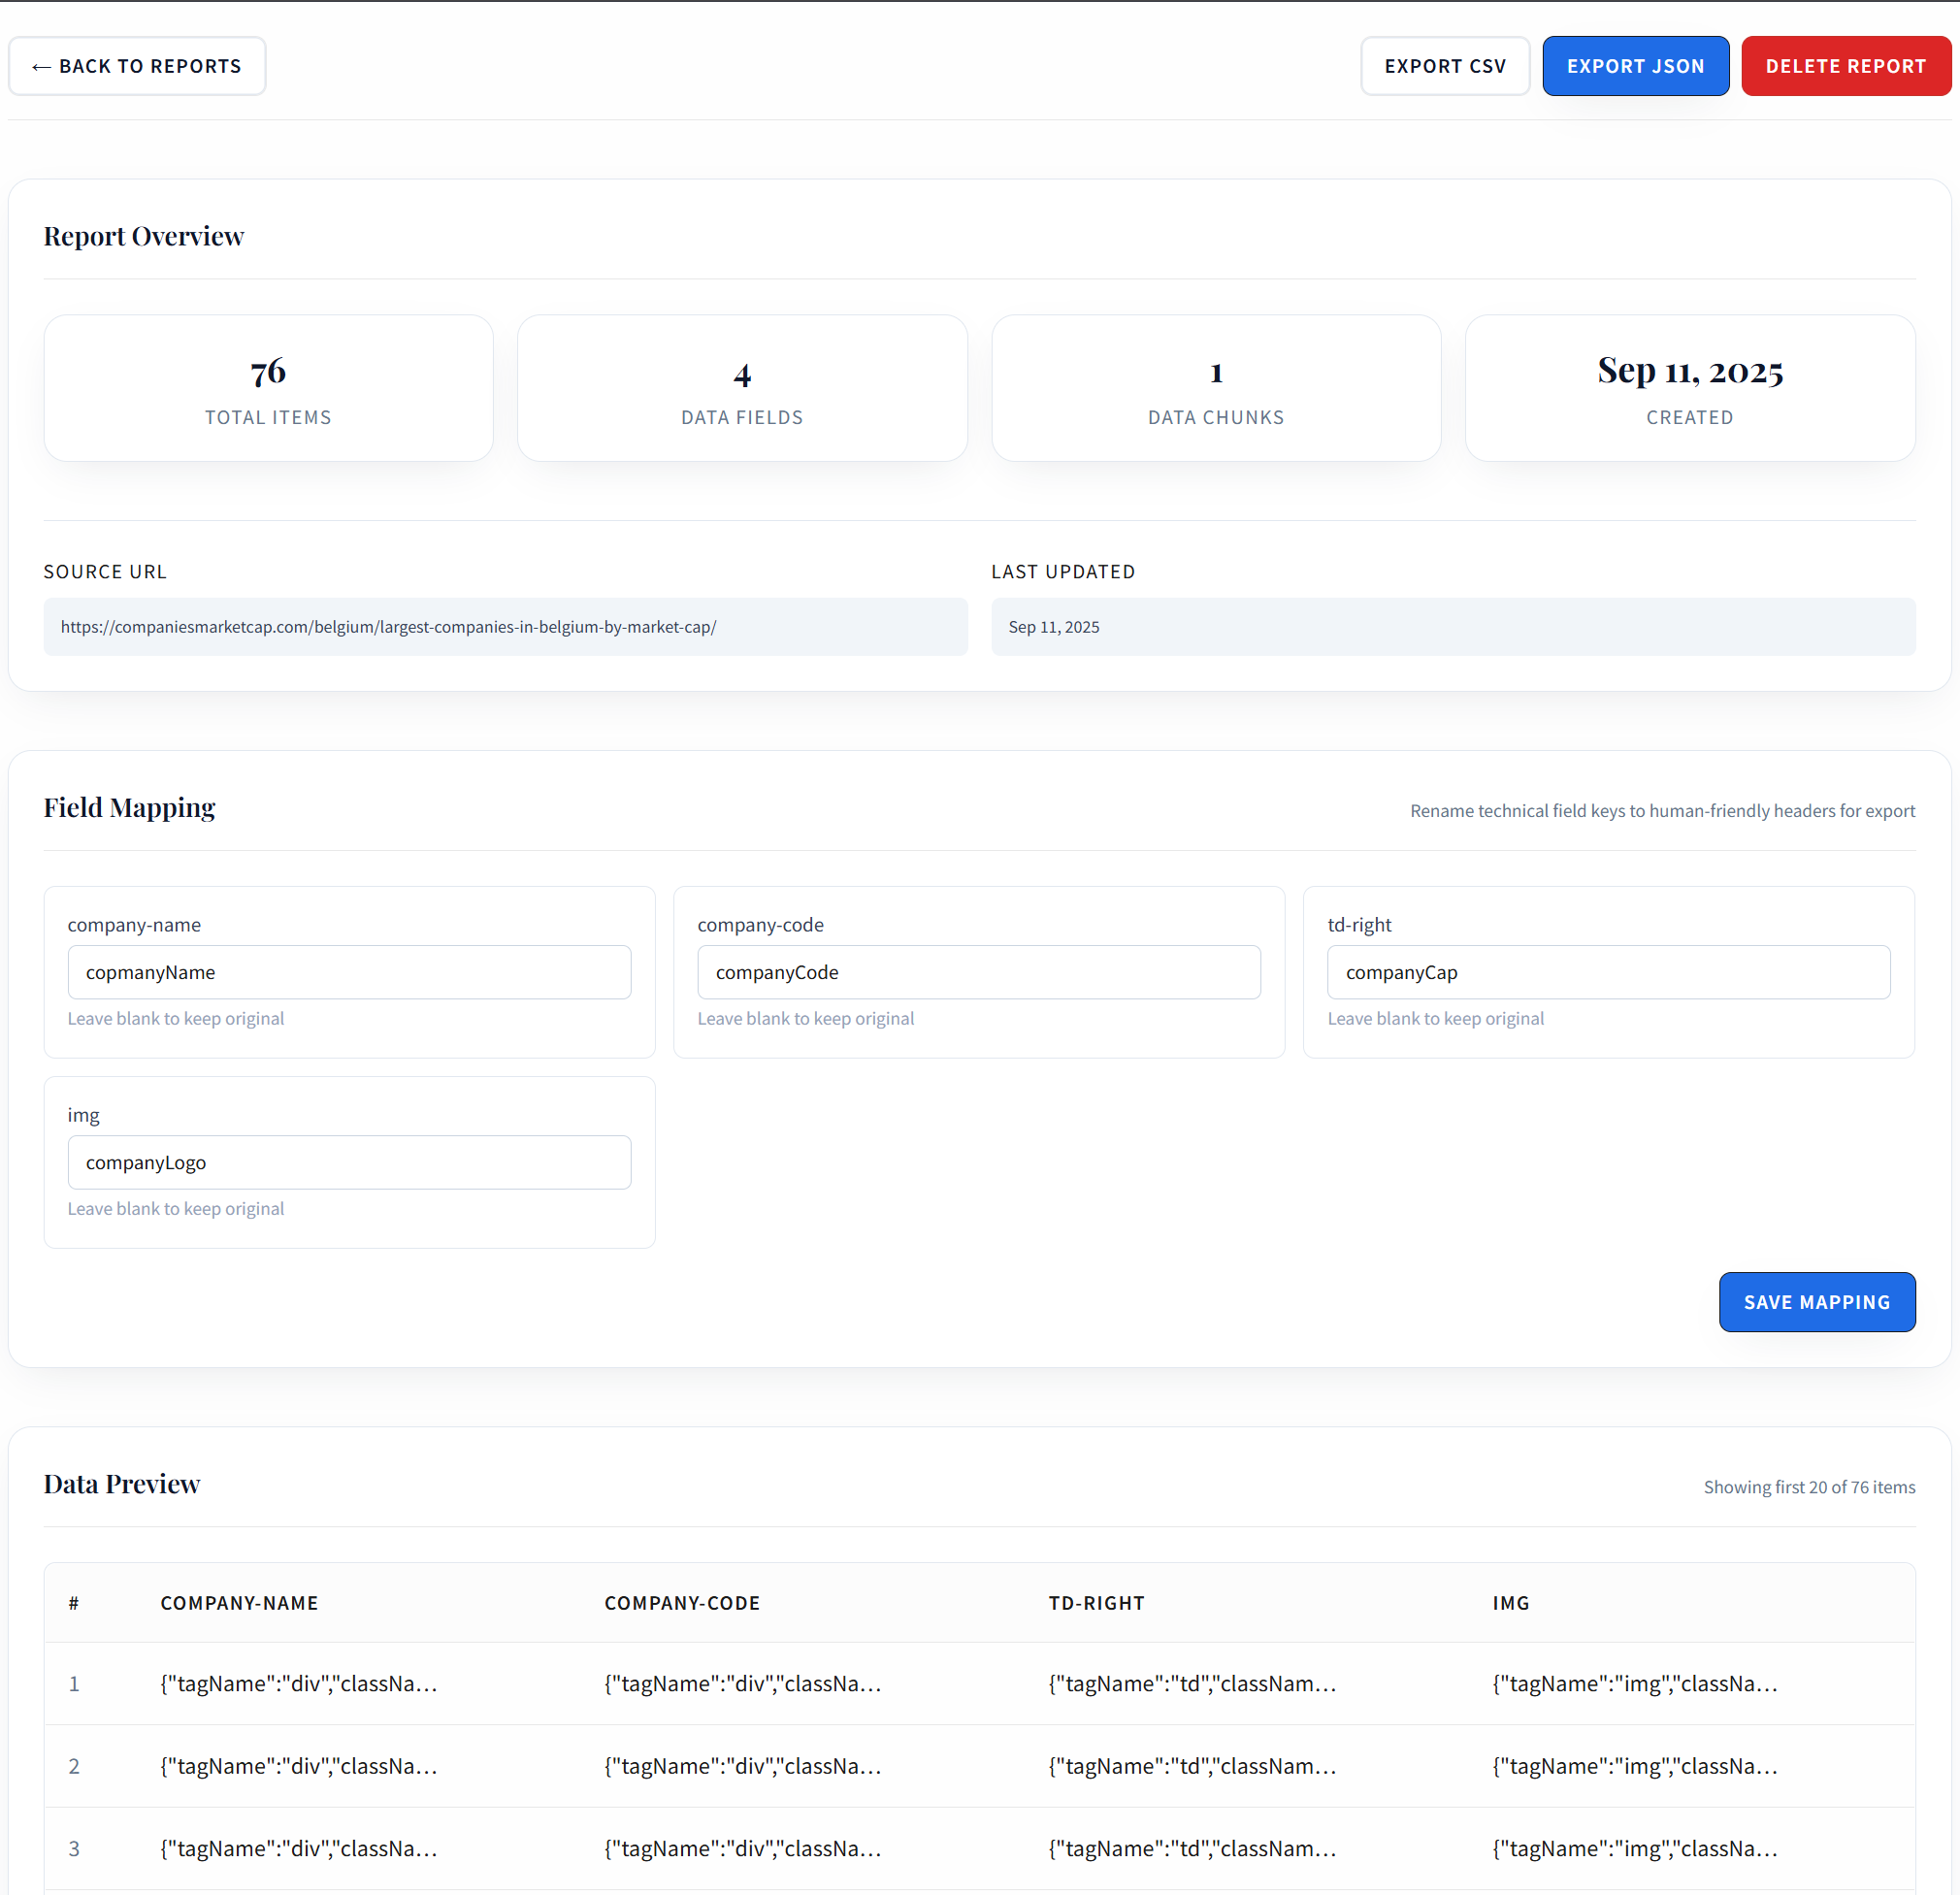 ← BACK TO REPORTS
EXPORT CSV
EXPORT JSON
DELETE REPORT
Report Overview
76
TOTAL ITEMS
4
DATA FIELDS
1
DATA CHUNKS
Sep 11, 2025
CREATED
SOURCE URL
https://companiesmarketcap.com/belgium/largest-companies-in-belgium-by-market-cap/
LAST UPDATED
Sep 11, 2025
Field Mapping
Rename technical field keys to human-friendly headers for export
company-name
copmanyName
Leave blank to keep original
company-code
companyCode
Leave blank to keep original
td-right
companyCap
Leave blank to keep original
img
companyLogo
Leave blank to keep original
SAVE MAPPING
Data Preview
Showing first 20 of 76 items
# COMPANY-NAME COMPANY-CODE TD-RIGHT IMG
1 {"tagName":"div","classNa... {"tagName":"div","classNa... {"tagName":"td","classNam... {"tagName":"img","classNa...
2 {"tagName":"div","classNa... {"tagName":"div","classNa... {"tagName":"td","classNam... {"tagName":"img","classNa...
3 {"tagName":"div","classNa... {"tagName":"div","classNa... {"tagName":"td","classNam... {"tagName":"img","classNa...